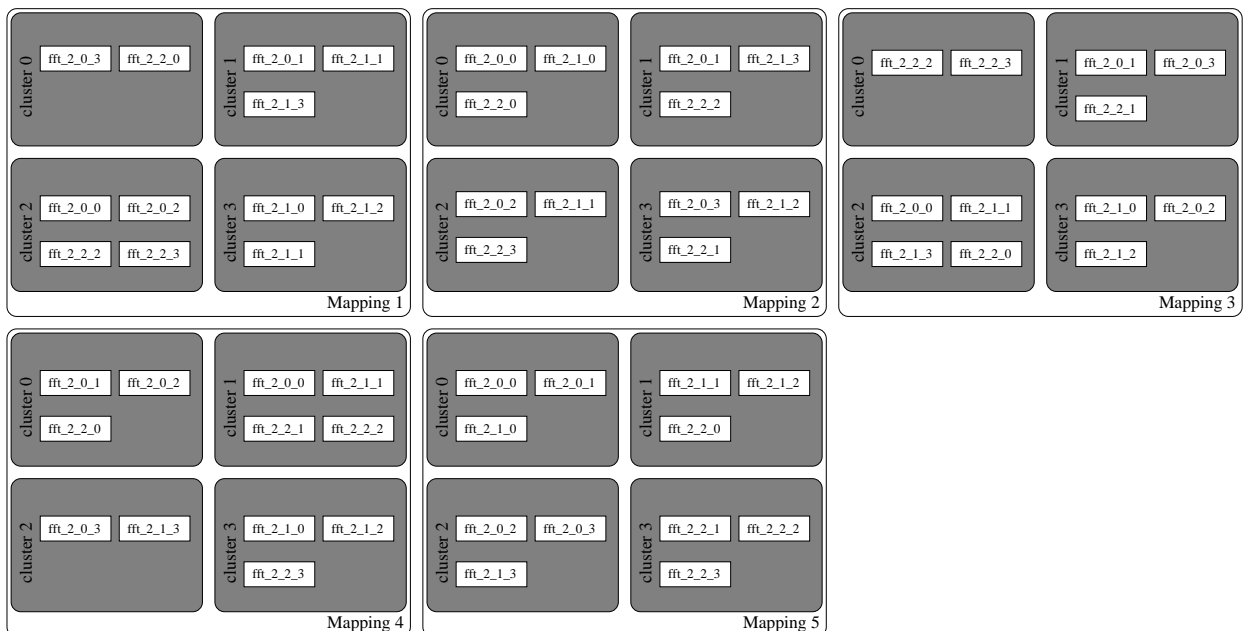 cluster 0
fft_2_0_3 fft_2_2_0
cluster 1
fft_2_0_1 fft_2_1_1
fft_2_1_3
cluster 2
fft_2_0_0 fft_2_0_2
fft_2_2_2 fft_2_2_3
cluster 3
fft_2_1_0 fft_2_1_2
fft_2_1_1
Mapping 1
cluster 0
fft_2_0_0 fft_2_1_0
fft_2_2_0
cluster 1
fft_2_0_1 fft_2_1_3
fft_2_2_2
cluster 2
fft_2_0_2 fft_2_1_1
fft_2_2_3
cluster 3
fft_2_0_3 fft_2_1_2
fft_2_2_1
Mapping 2
cluster 0
fft_2_2_2 fft_2_2_3
cluster 1
fft_2_0_1 fft_2_0_3
fft_2_2_1
cluster 2
fft_2_0_0 fft_2_1_1
fft_2_1_3 fft_2_2_0
cluster 3
fft_2_1_0 fft_2_0_2
fft_2_1_2
Mapping 3
cluster 0
fft_2_0_1 fft_2_0_2
fft_2_2_0
cluster 1
fft_2_0_0 fft_2_1_1
fft_2_2_1 fft_2_2_2
cluster 2
fft_2_0_3 fft_2_1_3
cluster 3
fft_2_1_0 fft_2_1_2
fft_2_2_3
Mapping 4
cluster 0
fft_2_0_0 fft_2_0_1
fft_2_1_0
cluster 1
fft_2_1_1 fft_2_1_2
fft_2_2_0
cluster 2
fft_2_0_2 fft_2_0_3
fft_2_1_3
cluster 3
fft_2_2_1 fft_2_2_2
fft_2_2_3
Mapping 5